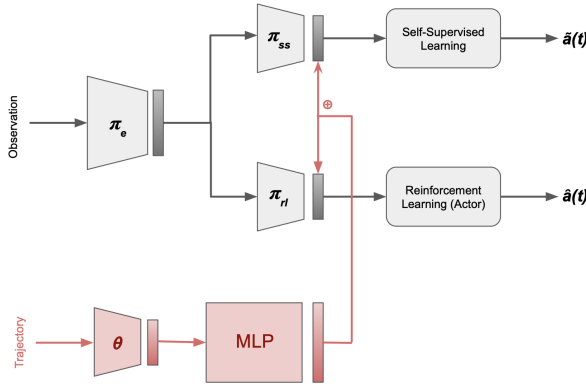 π_ss
Self-Supervised
Learning
ã(t)
Observation
π_e
⊕
π_rl
Reinforcement
Learning (Actor)
â(t)
Trajectory
θ
MLP